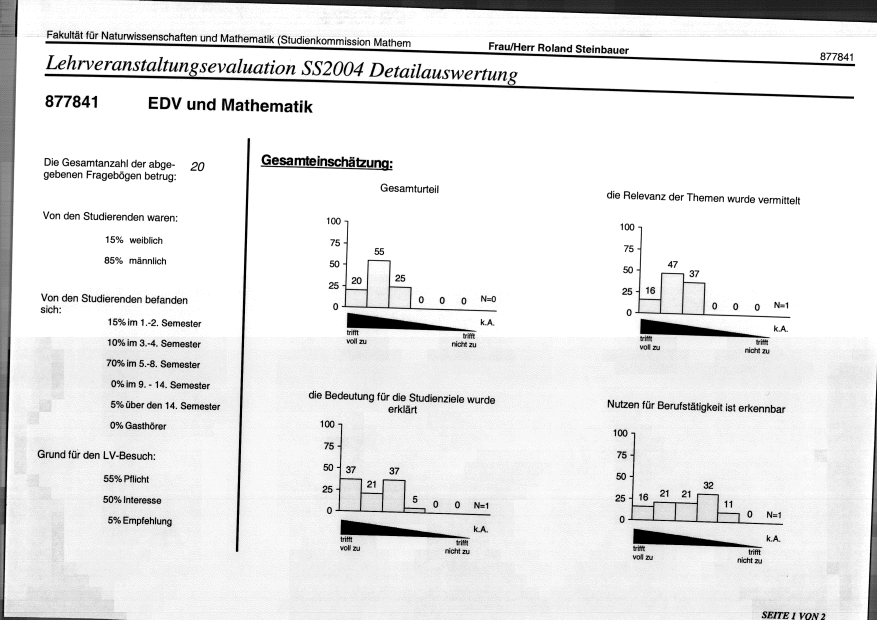 Fakultät für Naturwissenschaften und Mathematik (Studienkommission Mathem
Frau/Herr Roland Steinbauer
877841
Lehrveranstaltungsevaluation SS2004 Detailauswertung
877841 EDV und Mathematik
Die Gesamtanzahl der abge-
gebenen Fragebögen betrug:
20
Von den Studierenden waren:
15% weiblich
85% männlich
Von den Studierenden befanden
sich:
15% im 1.-2. Semester
10% im 3.-4. Semester
70% im 5.-8. Semester
0% im 9. - 14. Semester
5% über den 14. Semester
0% Gasthörer
Grund für den LV-Besuch:
55% Pflicht
50% Interesse
5% Empfehlung
Gesamteinschätzung:
Gesamturteil
100
75
50
25
0
20 55 25 0 0 0 N=0
k.A.
trifft
voll zu
trifft
nicht zu
die Relevanz der Themen wurde vermittelt
100
75
50
25
0
16 47 37 0 0 0 N=1
k.A.
trifft
voll zu
trifft
nicht zu
die Bedeutung für die Studienziele wurde
erklärt
100
75
50
25
0
37 21 37 5 0 0 N=1
k.A.
trifft
voll zu
trifft
nicht zu
Nutzen für Berufstätigkeit ist erkennbar
100
75
50
25
0
16 21 21 32 11 0 N=1
k.A.
trifft
voll zu
trifft
nicht zu
SEITE 1 VON 2